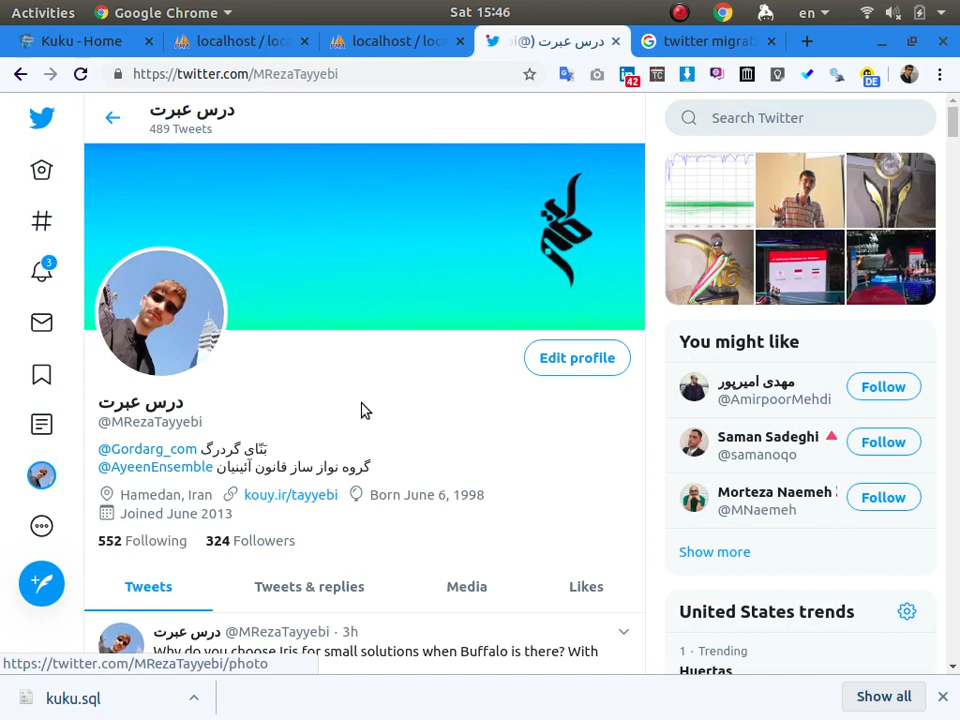 Activities
Google Chrome
Sat 15:46
en
Kuku - Home
localhost / loca
localhost / loca
درس عبرت (@i
twitter migrat
https://twitter.com/MRezaTayyebi
42
TC
DE
درس عبرت
489 Tweets
Search Twitter
3
Edit profile
درس عبرت
@MRezaTayyebi
@Gordarg_com بَنّای گردرگ
@AyeenEnsemble گروه نواز ساز قانون آئینیان
Hamedan, Iran
kouy.ir/tayyebi
Born June 6, 1998
Joined June 2013
552 Following
324 Followers
Tweets
Tweets & replies
Media
Likes
درس عبرت @MRezaTayyebi · 3h
Why do you choose Iris for small solutions when Buffalo is there? With
You might like
مهدی امیرپور
@AmirpoorMehdi
Follow
Saman Sadeghi
@samanoqo
Follow
Morteza Naemeh
@MNaemeh
Follow
Show more
United States trends
1 · Trending
Huertas
https://twitter.com/MRezaTayyebi/photo
kuku.sql
Show all